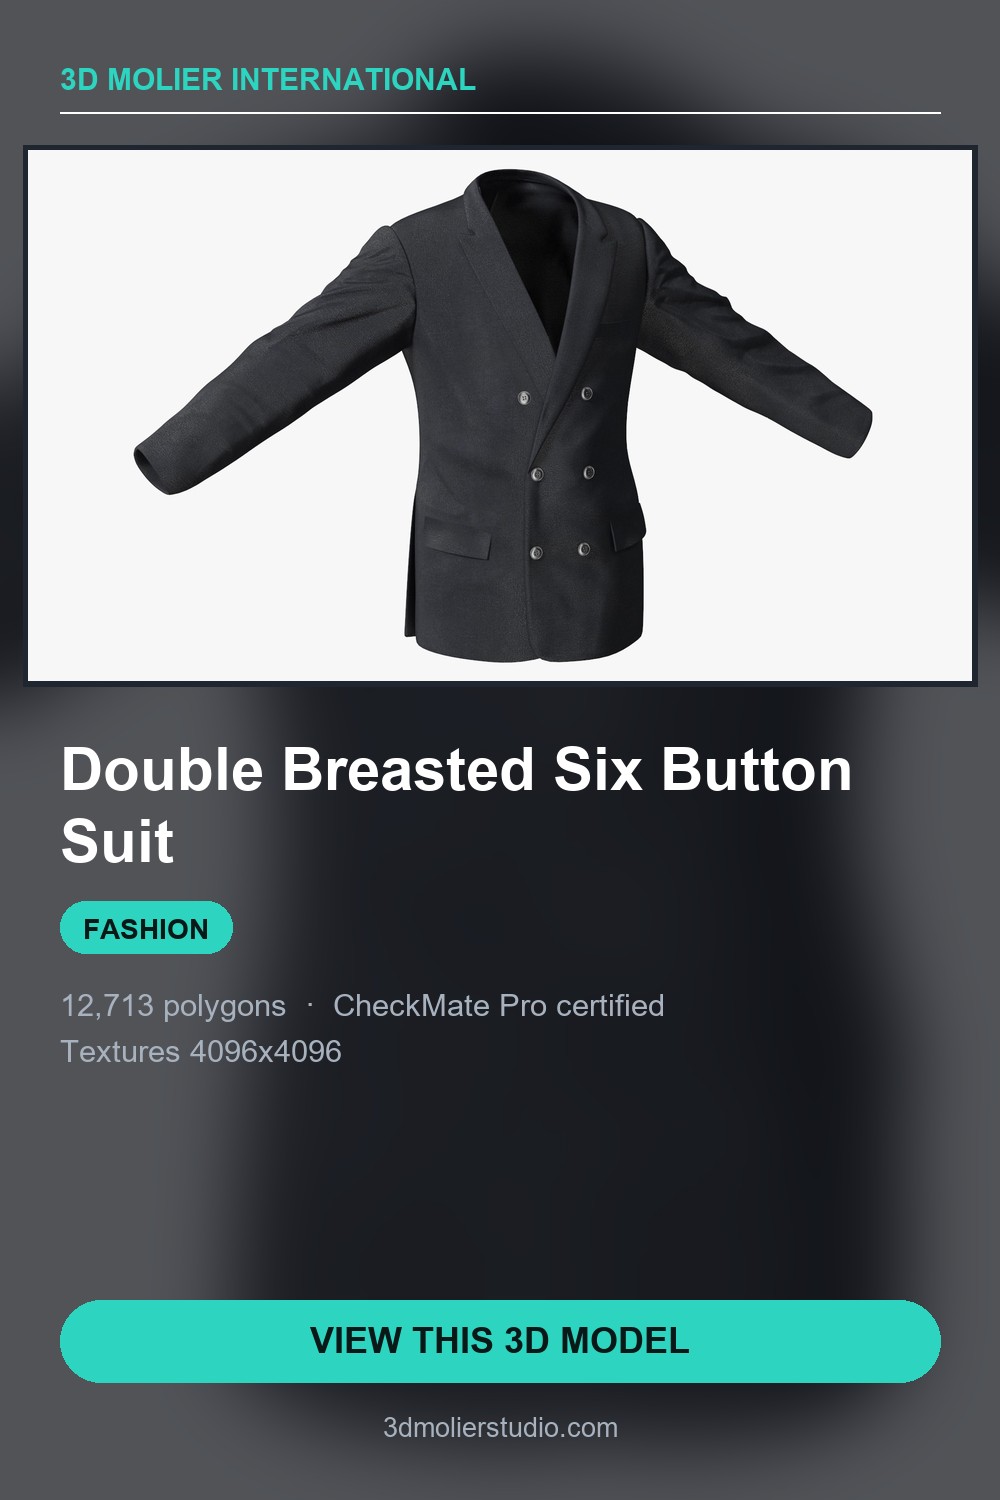 3D MOLIER INTERNATIONAL
Double Breasted Six Button
Suit
FASHION
12,713 polygons · CheckMate Pro certified
Textures 4096x4096
VIEW THIS 3D MODEL
3dmolierstudio.com